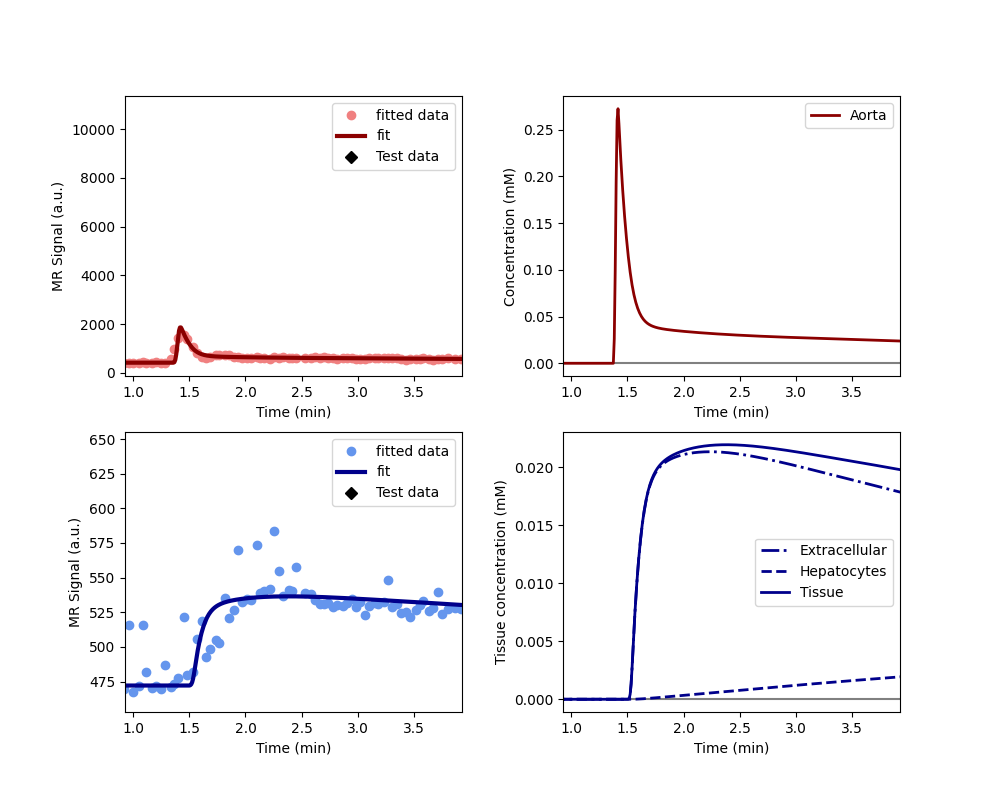 10000
8000
6000
4000
2000
0
MR Signal (a.u.)
1.0 1.5 2.0 2.5 3.0 3.5
Time (min)
fitted data
fit
Test data
0.25
0.20
0.15
0.10
0.05
0.00
Concentration (mM)
1.0 1.5 2.0 2.5 3.0 3.5
Time (min)
Aorta
650
625
600
575
550
525
500
475
MR Signal (a.u.)
1.0 1.5 2.0 2.5 3.0 3.5
Time (min)
fitted data
fit
Test data
0.020
0.015
0.010
0.005
0.000
Tissue concentration (mM)
1.0 1.5 2.0 2.5 3.0 3.5
Time (min)
Extracellular
Hepatocytes
Tissue